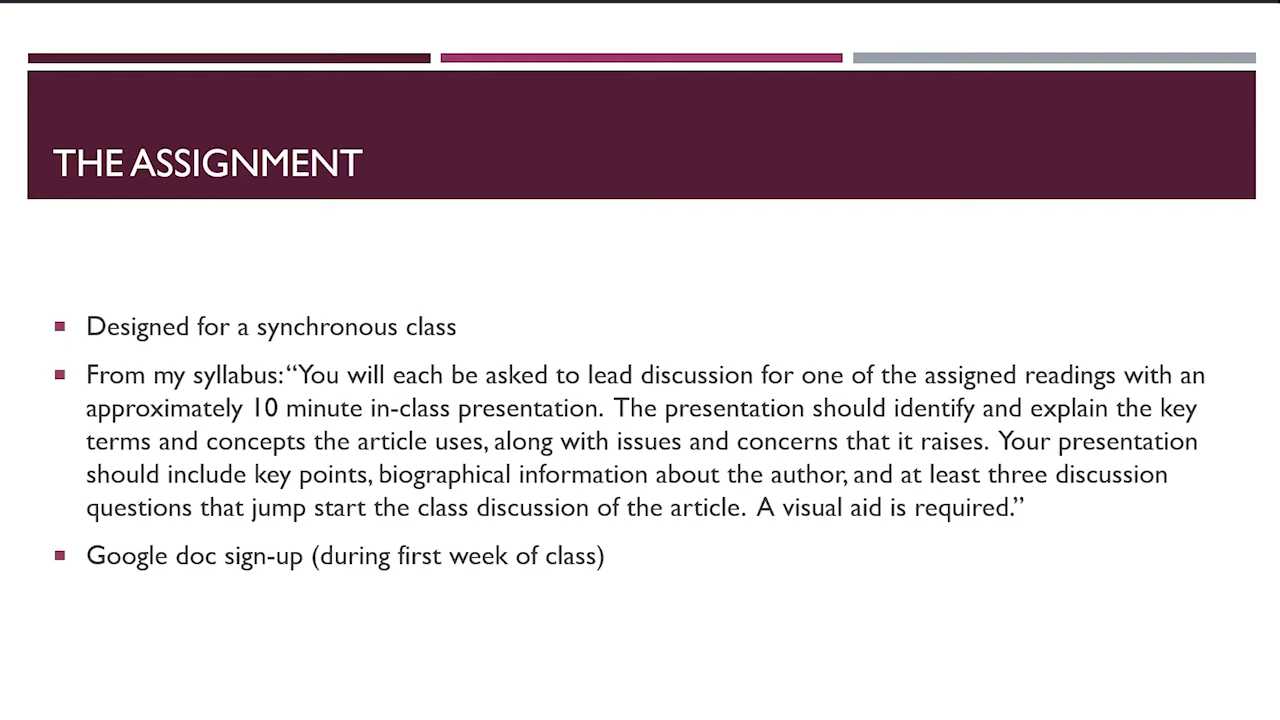 THE ASSIGNMENT
Designed for a synchronous class
From my syllabus: “You will each be asked to lead discussion for one of the assigned readings with an
approximately 10 minute in-class presentation.  The presentation should identify and explain the key
terms and concepts the article uses, along with issues and concerns that it raises.  Your presentation
should include key points, biographical information about the author, and at least three discussion
questions that jump start the class discussion of the article.  A visual aid is required.”
Google doc sign-up (during first week of class)